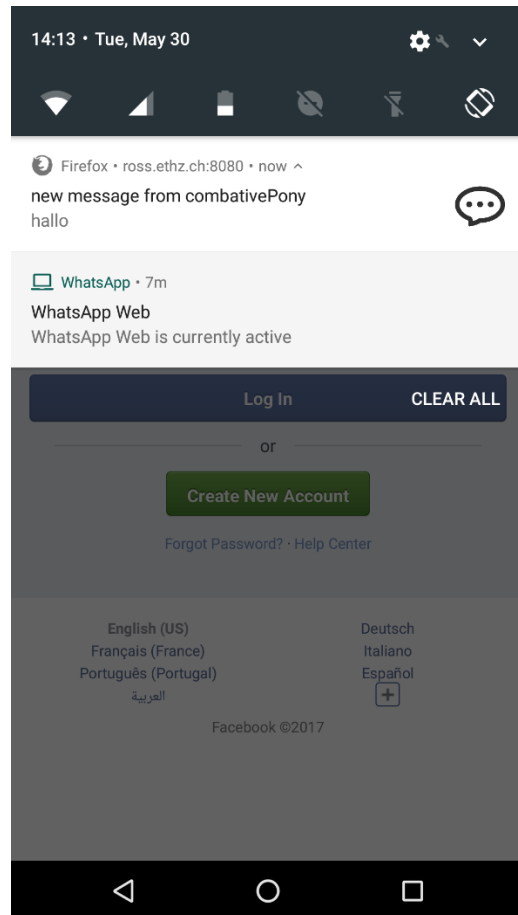 14:13 • Tue, May 30
Firefox • ross.ethz.ch:8080 • now
new message from combativePony
hallo
WhatsApp • 7m
WhatsApp Web
WhatsApp Web is currently active
Log In
CLEAR ALL
or
Create New Account
Forgot Password? · Help Center
English (US) Deutsch
Français (France) Italiano
Português (Portugal) Español
العربية
Facebook ©2017